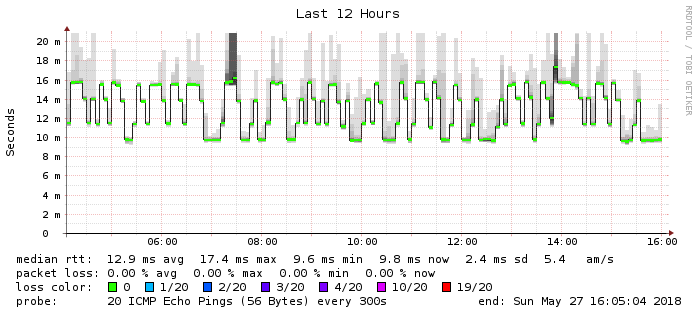 Last 12 Hours
RRDTOOL / TOBI OETIKER
Seconds
20 m
18 m
16 m
14 m
12 m
10 m
8 m
6 m
4 m
2 m
0
06:00 08:00 10:00 12:00 14:00 16:00
median rtt: 12.9 ms avg 17.4 ms max 9.6 ms min 9.8 ms now 2.4 ms sd 5.4 am/s
packet loss: 0.00 % avg 0.00 % max 0.00 % min 0.00 % now
loss color: 0 1/20 2/20 3/20 4/20 10/20 19/20
probe: 20 ICMP Echo Pings (56 Bytes) every 300s end: Sun May 27 16:05:04 2018